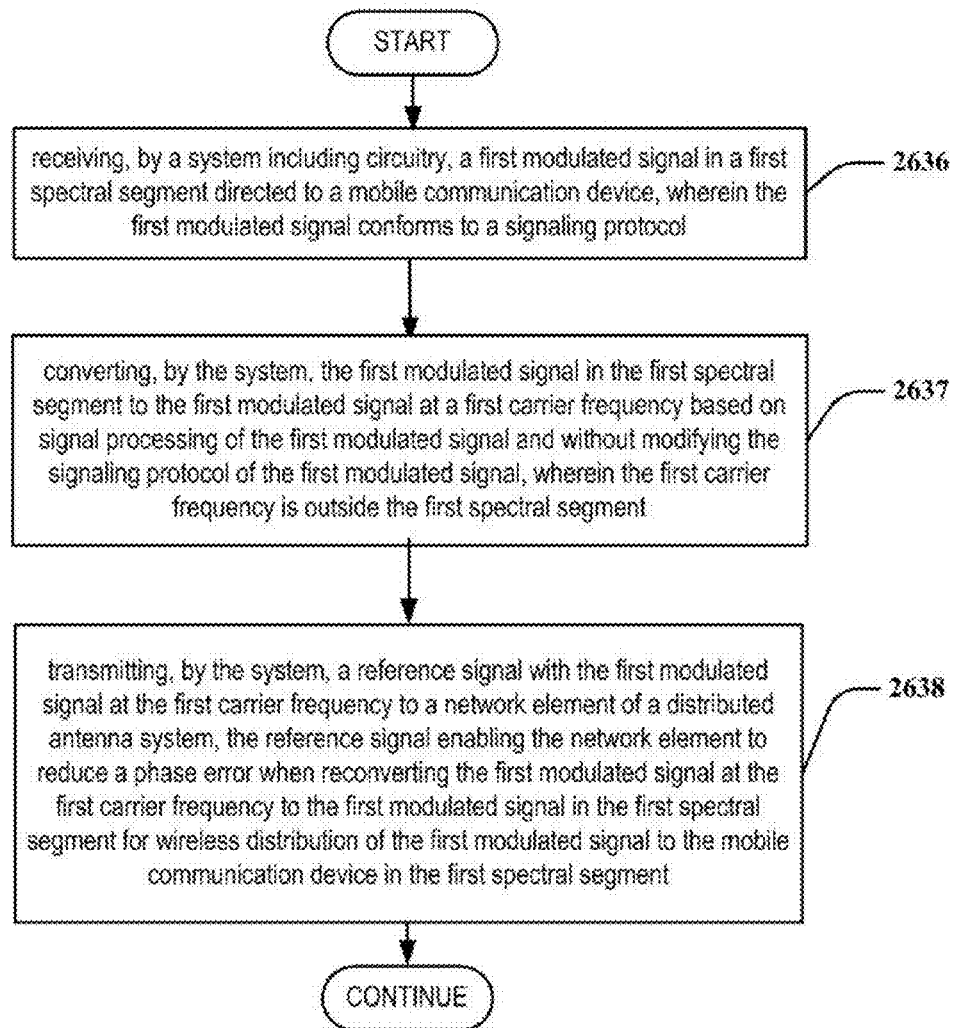 START
receiving, by a system including circuitry, a first modulated signal in a first
spectral segment directed to a mobile communication device, wherein the
first modulated signal conforms to a signaling protocol
2636
converting, by the system, the first modulated signal in the first spectral
segment to the first modulated signal at a first carrier frequency based on
signal processing of the first modulated signal and without modifying the
signaling protocol of the first modulated signal, wherein the first carrier
frequency is outside the first spectral segment
2637
transmitting, by the system, a reference signal with the first modulated
signal at the first carrier frequency to a network element of a distributed
antenna system, the reference signal enabling the network element to
reduce a phase error when reconverting the first modulated signal at the
first carrier frequency to the first modulated signal in the first spectral
segment for wireless distribution of the first modulated signal to the mobile
communication device in the first spectral segment
2638
CONTINUE